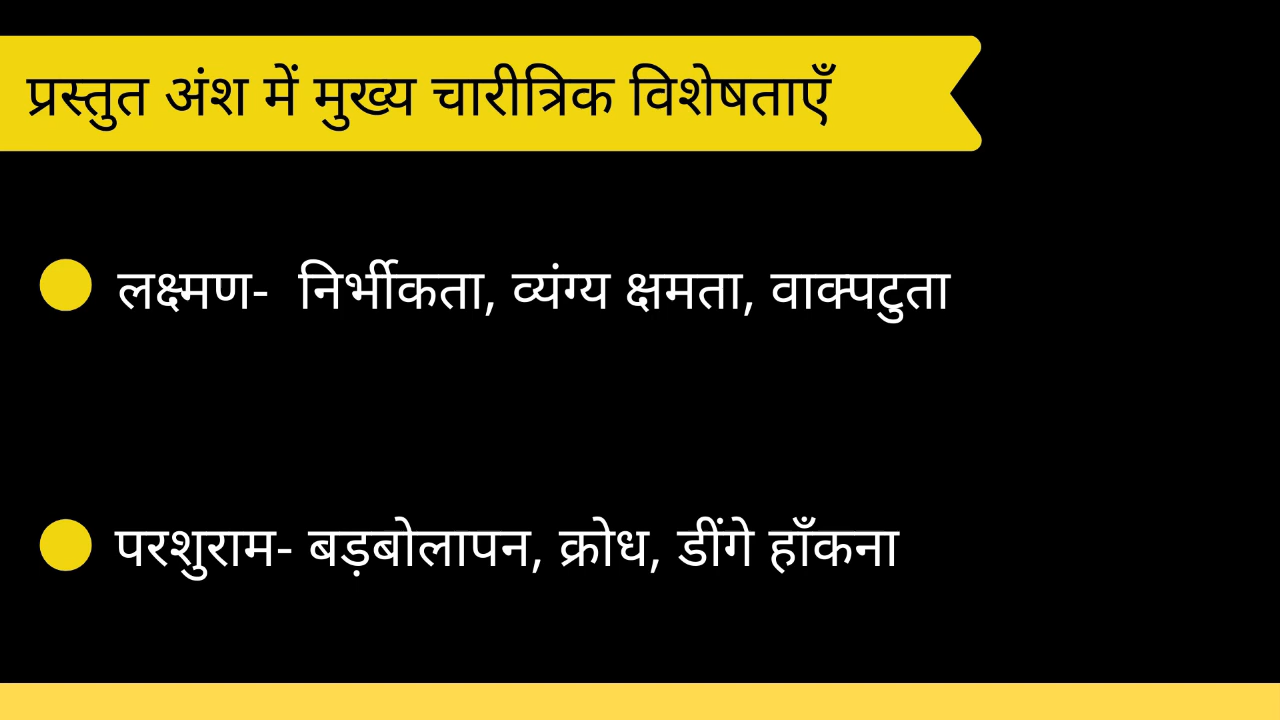 प्रस्तुत अंश में मुख्य चारीत्रिक विशेषताएँ
लक्ष्मण-  निर्भीकता, व्यंग्य क्षमता, वाक्पटुता
परशुराम- बड़बोलापन, क्रोध, डींगे हाँकना